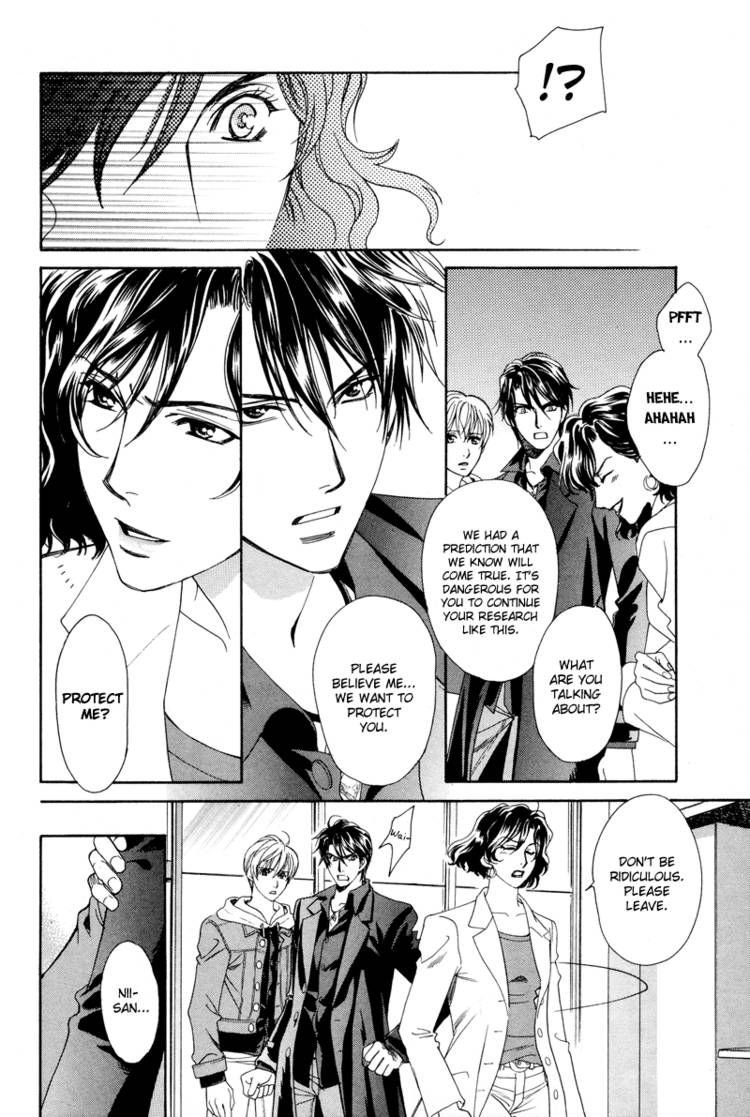 !?
PFFT
...
HEHE...
AHAHAH
...
WHAT
ARE YOU
TALKING
ABOUT?
WE HAD A
PREDICTION THAT
WE KNOW WILL
COME TRUE. IT'S
DANGEROUS FOR
YOU TO CONTINUE
YOUR RESEARCH
LIKE THIS.
PLEASE
BELIEVE ME...
WE WANT TO
PROTECT
YOU.
PROTECT
ME?
DON'T BE
RIDICULOUS.
PLEASE
LEAVE.
Wai-
NII-
SAN...